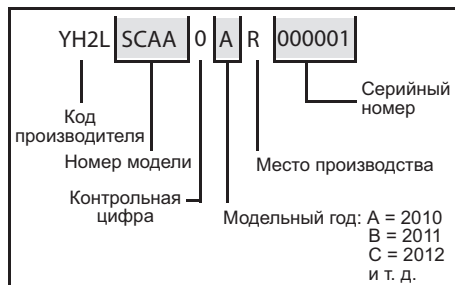 YH2L SCAA 0 A R 000001
Серийный
номер
Код
производителя
Номер модели
Место производства
Контрольная
цифра
Модельный год: A = 2010
B = 2011
C = 2012
и т. д.